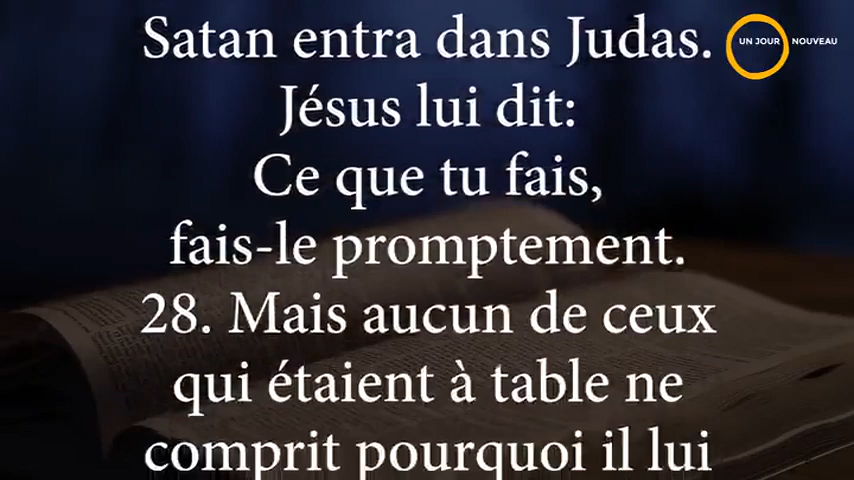 Satan entra dans Judas.
UN JOUR NOUVEAU
Jésus lui dit:
Ce que tu fais,
fais-le promptement.
28. Mais aucun de ceux
qui étaient à table ne
comprit pourquoi il lui